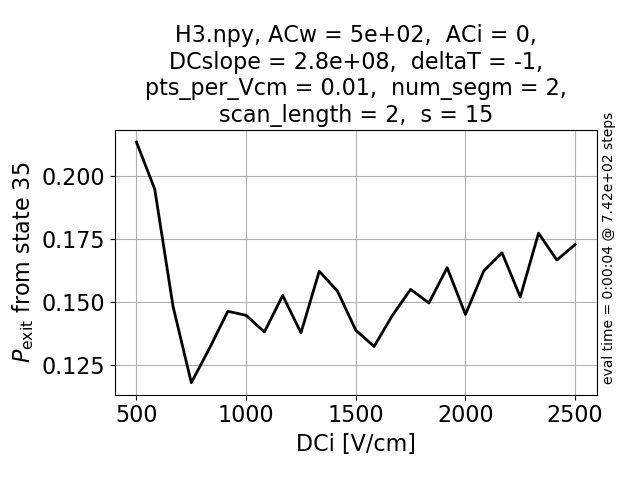 H3.npy, ACw = 5e+02,  ACi = 0,
DCslope = 2.8e+08,  deltaT = -1,
pts_per_Vcm = 0.01,  num_segm = 2,
scan_length = 2,  s = 15
0.200
0.175
0.150
0.125
P_exit from state 35
500
1000
1500
2000
2500
DCi [V/cm]
eval time = 0:00:04 @ 7.42e+02 steps